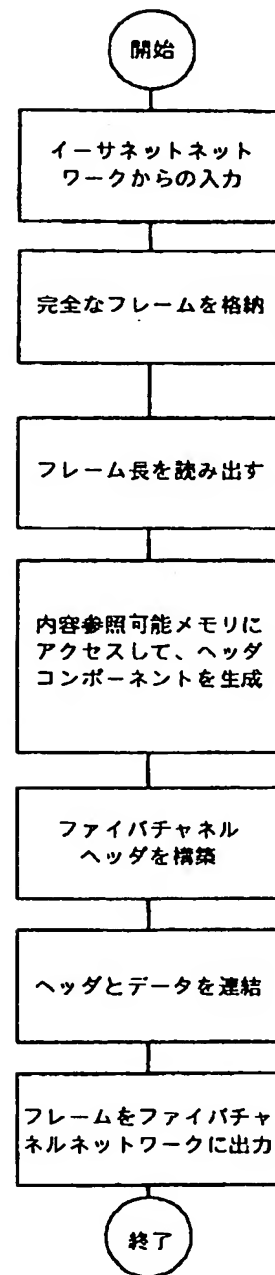 開始
イーサネットネット
ワークからの入力
完全なフレームを格納
フレーム長を読み出す
内容参照可能メモリに
アクセスして、ヘッダ
コンポーネントを生成
ファイバチャネル
ヘッダを構築
ヘッダとデータを連結
フレームをファイバチャ
ネルネットワークに出力
終了